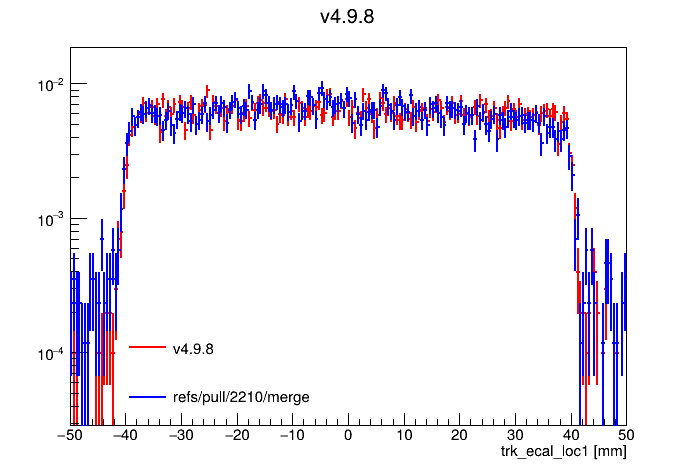 v4.9.8
10⁻²
10⁻³
10⁻⁴
v4.9.8
refs/pull/2210/merge
−50 −40 −30 −20 −10 0 10 20 30 40 50
trk_ecal_loc1 [mm]